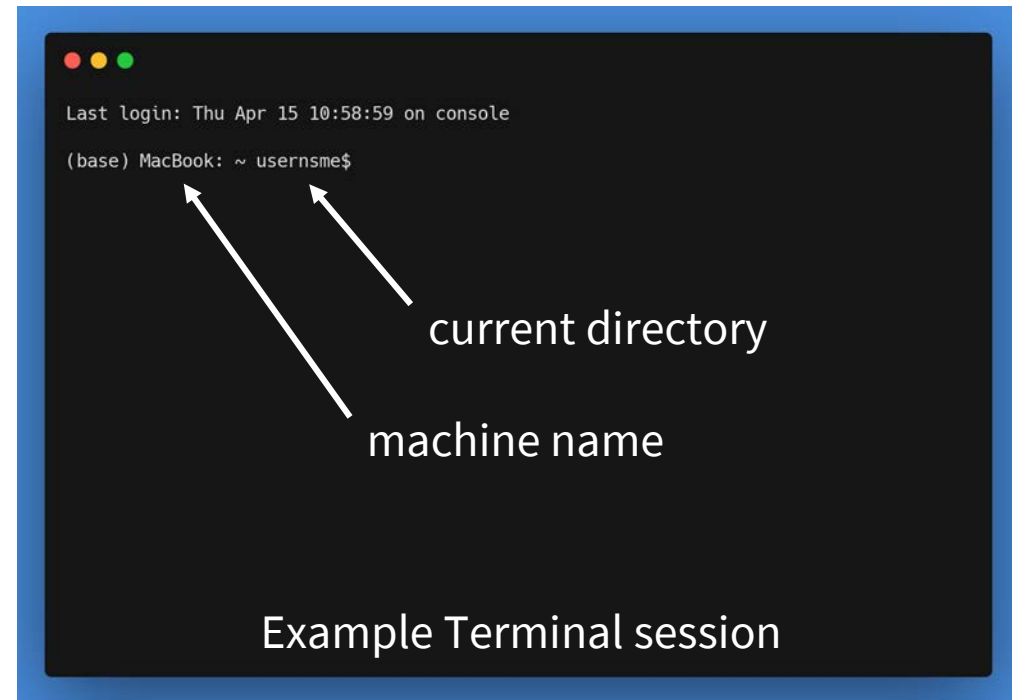 Last login: Thu Apr 15 10:58:59 on console
(base) MacBook: ~ usernsme$
current directory
machine name
Example Terminal session